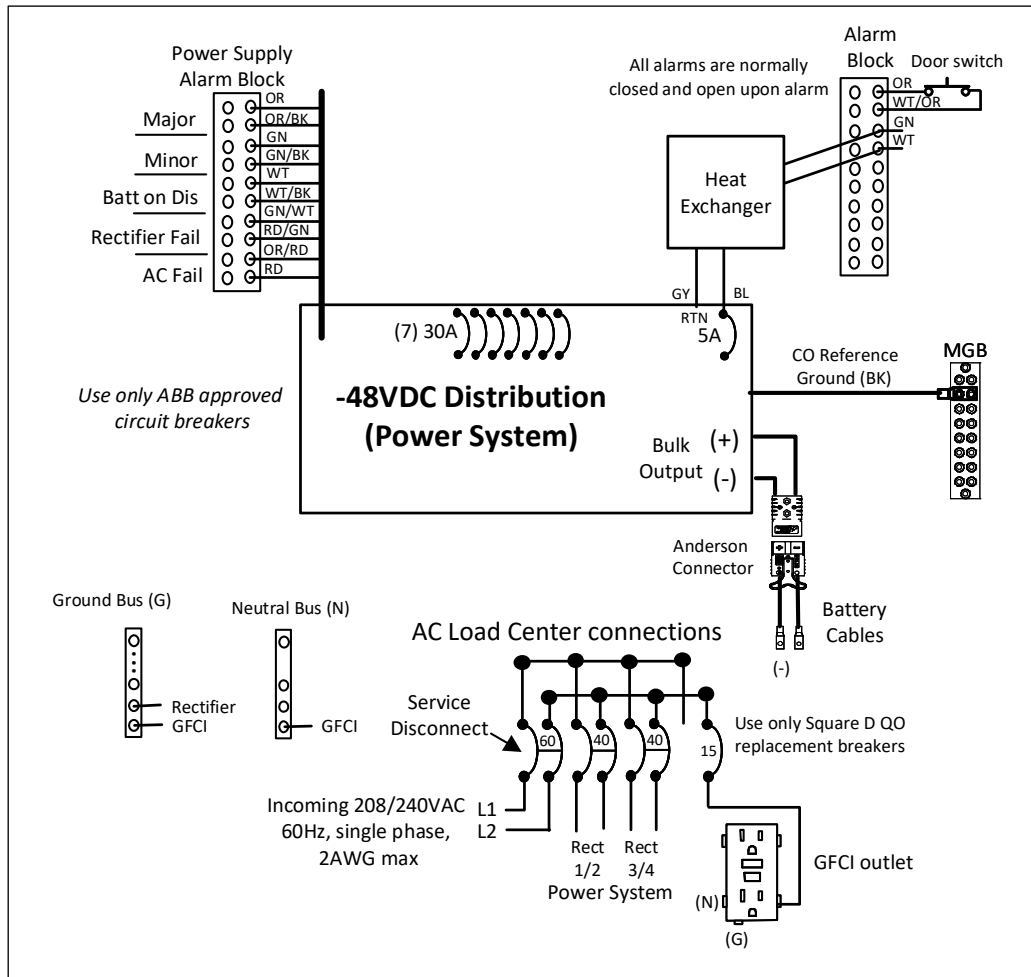 Power Supply
Alarm Block
OR
Major
OR/BK
GN
Minor
GN/BK
WT
Batt on Dis
WT/BK
GN/WT
Rectifier Fail
RD/GN
OR/RD
AC Fail
RD
All alarms are normally
closed and open upon alarm
Alarm
Block
Door switch
OR
WT/OR
GN
WT
Heat
Exchanger
GY
BL
RTN
(7) 30A
5A
Use only ABB approved
circuit breakers
-48VDC Distribution
(Power System)
CO Reference
Ground (BK)
MGB
Bulk
Output
(+)
(-)
Anderson
Connector
+
-
Battery
Cables
(-)
Ground Bus (G)
Neutral Bus (N)
Rectifier
GFCI
GFCI
AC Load Center connections
Service
Disconnect
60
40
40
15
Use only Square D QO
replacement breakers
Incoming 208/240VAC
60Hz, single phase,
2AWG max
L1
L2
Rect
1/2
Rect
3/4
Power System
GFCI outlet
(N)
(G)